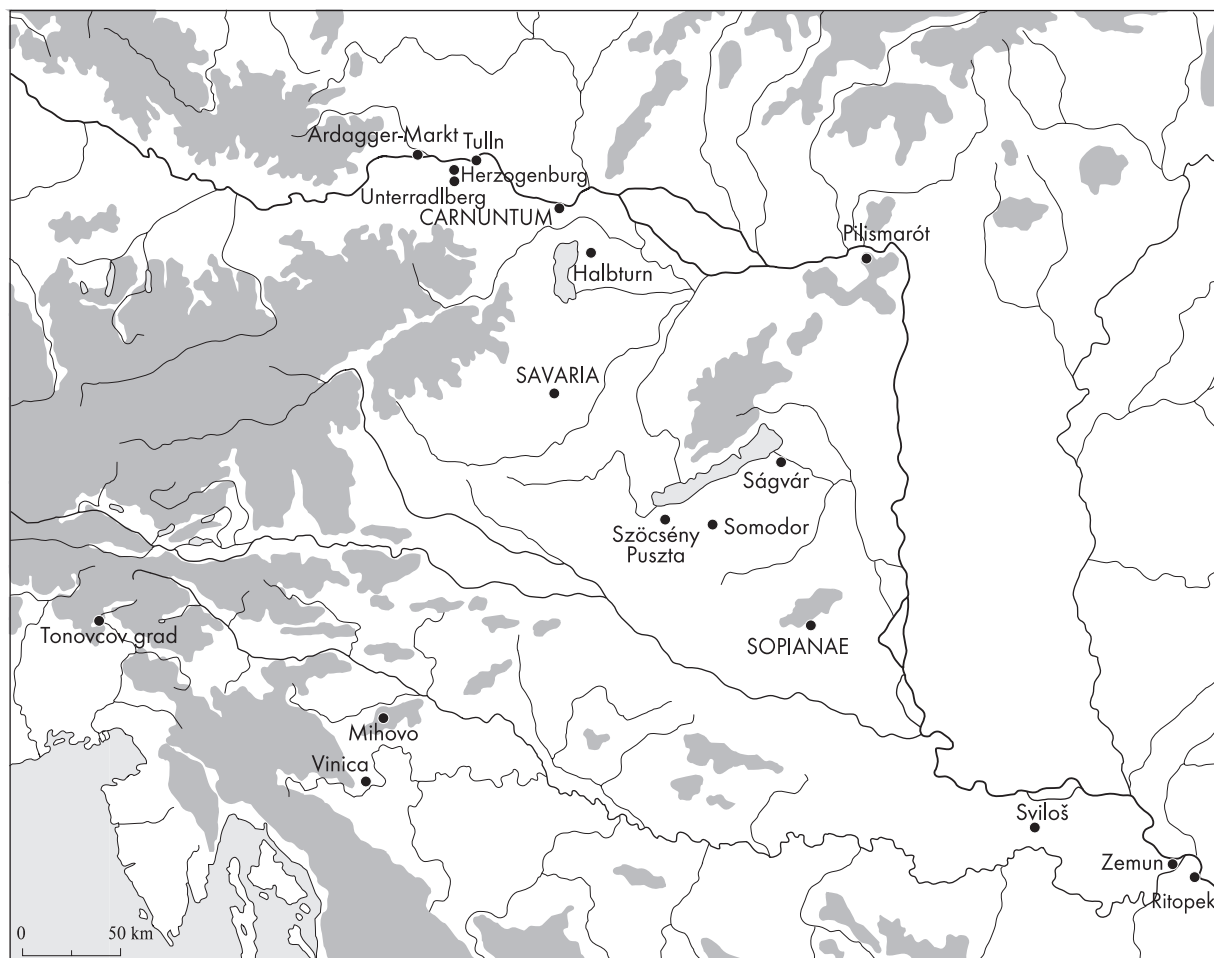 Ardagger-Markt
Tulln
Herzogenburg
Unterradlberg
CARNUNTUM
Pilismarót
Halbturn
SAVARIA
Ságvár
Szöcsény
Puszta
Somodor
Tonovcov grad
SOPIANAE
Mihovo
Vinica
Sviloš
Zemun
Ritopek
0 50 km